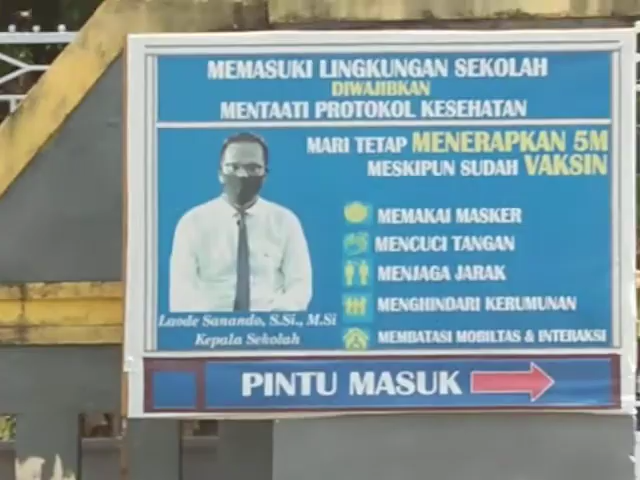 MEMASUKI LINGKUNGAN SEKOLAH
DIWAJIBKAN
MENTAATI PROTOKOL KESEHATAN
MARI TETAP MENERAPKAN 5M
MESKIPUN SUDAH VAKSIN
MEMAKAI MASKER
MENCUCI TANGAN
MENJAGA JARAK
MENGHINDARI KERUMUNAN
MEMBATASI MOBILTAS & INTERAKSI
Laode Sanando, S.Si., M.Si
Kepala Sekolah
PINTU MASUK